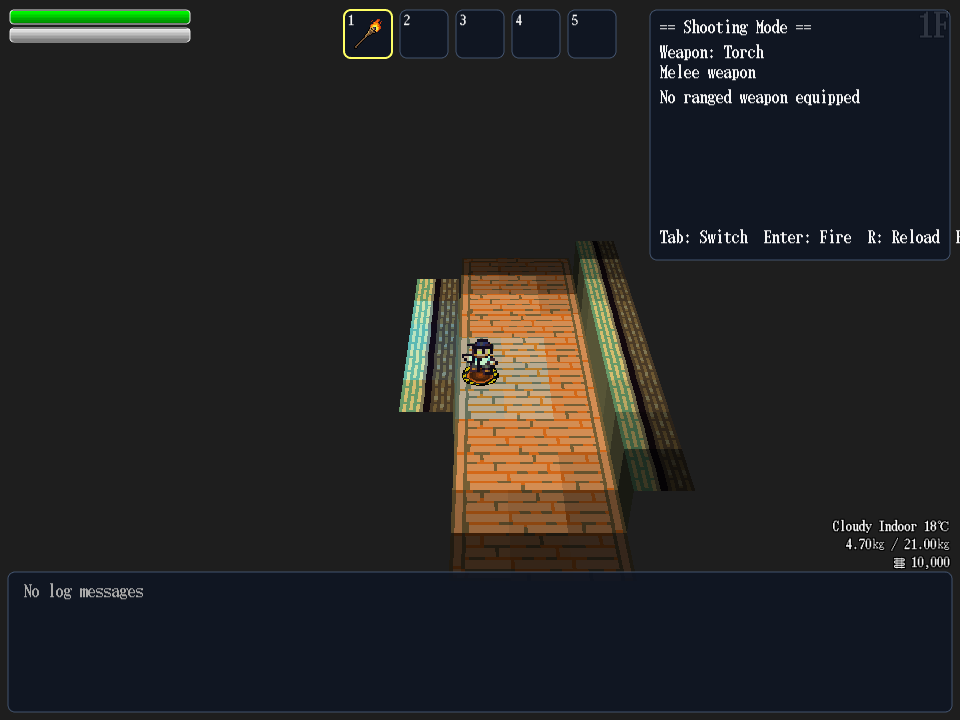 1
2
3
4
5
== Shooting Mode ==
1F
Weapon: Torch
Melee weapon
No ranged weapon equipped
Tab: Switch  Enter: Fire  R: Reload
Cloudy Indoor 18℃
4.70kg / 21.00kg
10,000
No log messages